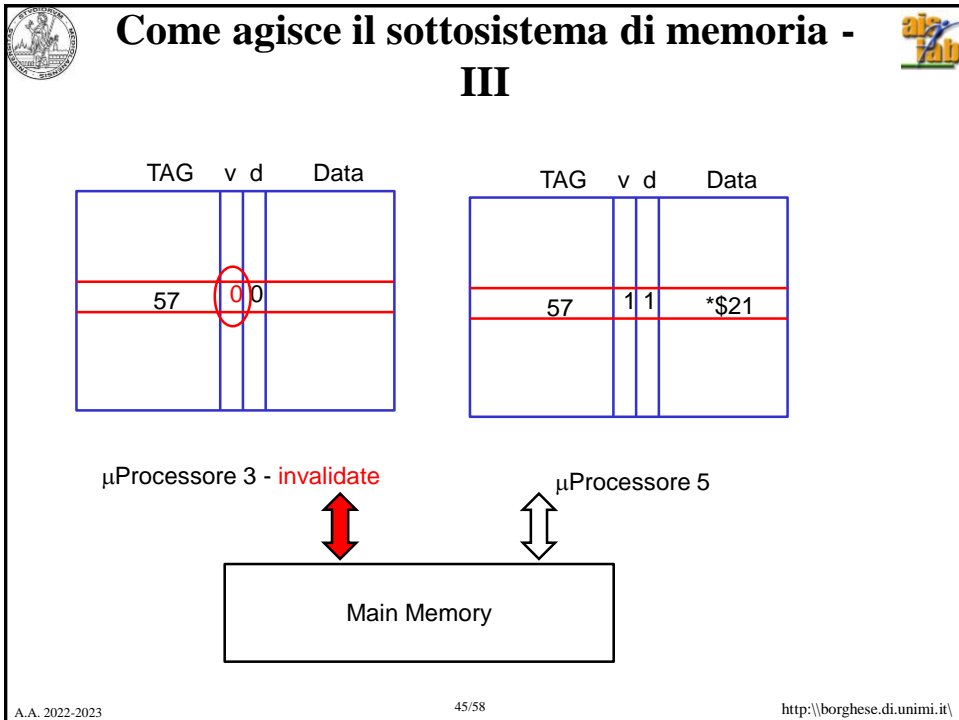 Come agisce il sottosistema di memoria -
III
TAG v d Data
57 0 0
TAG v d Data
57 1 1 *$21
μProcessore 3 - invalidate
μProcessore 5
Main Memory
A.A. 2022-2023
45/58
http:\\borghese.di.unimi.it\